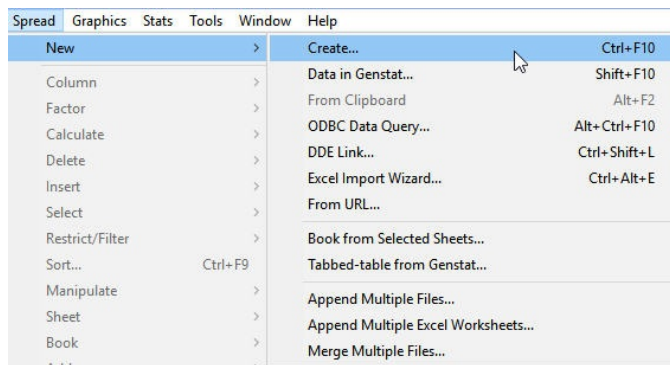 Spread Graphics Stats Tools Window Help
New
Column
Factor
Calculate
Delete
Insert
Select
Restrict/Filter
Sort... Ctrl+F9
Manipulate
Sheet
Book
Create... Ctrl+F10
Data in Genstat... Shift+F10
From Clipboard Alt+F2
ODBC Data Query... Alt+Ctrl+F10
DDE Link... Ctrl+Shift+L
Excel Import Wizard... Ctrl+Alt+E
From URL...
Book from Selected Sheets...
Tabbed-table from Genstat...
Append Multiple Files...
Append Multiple Excel Worksheets...
Merge Multiple Files...